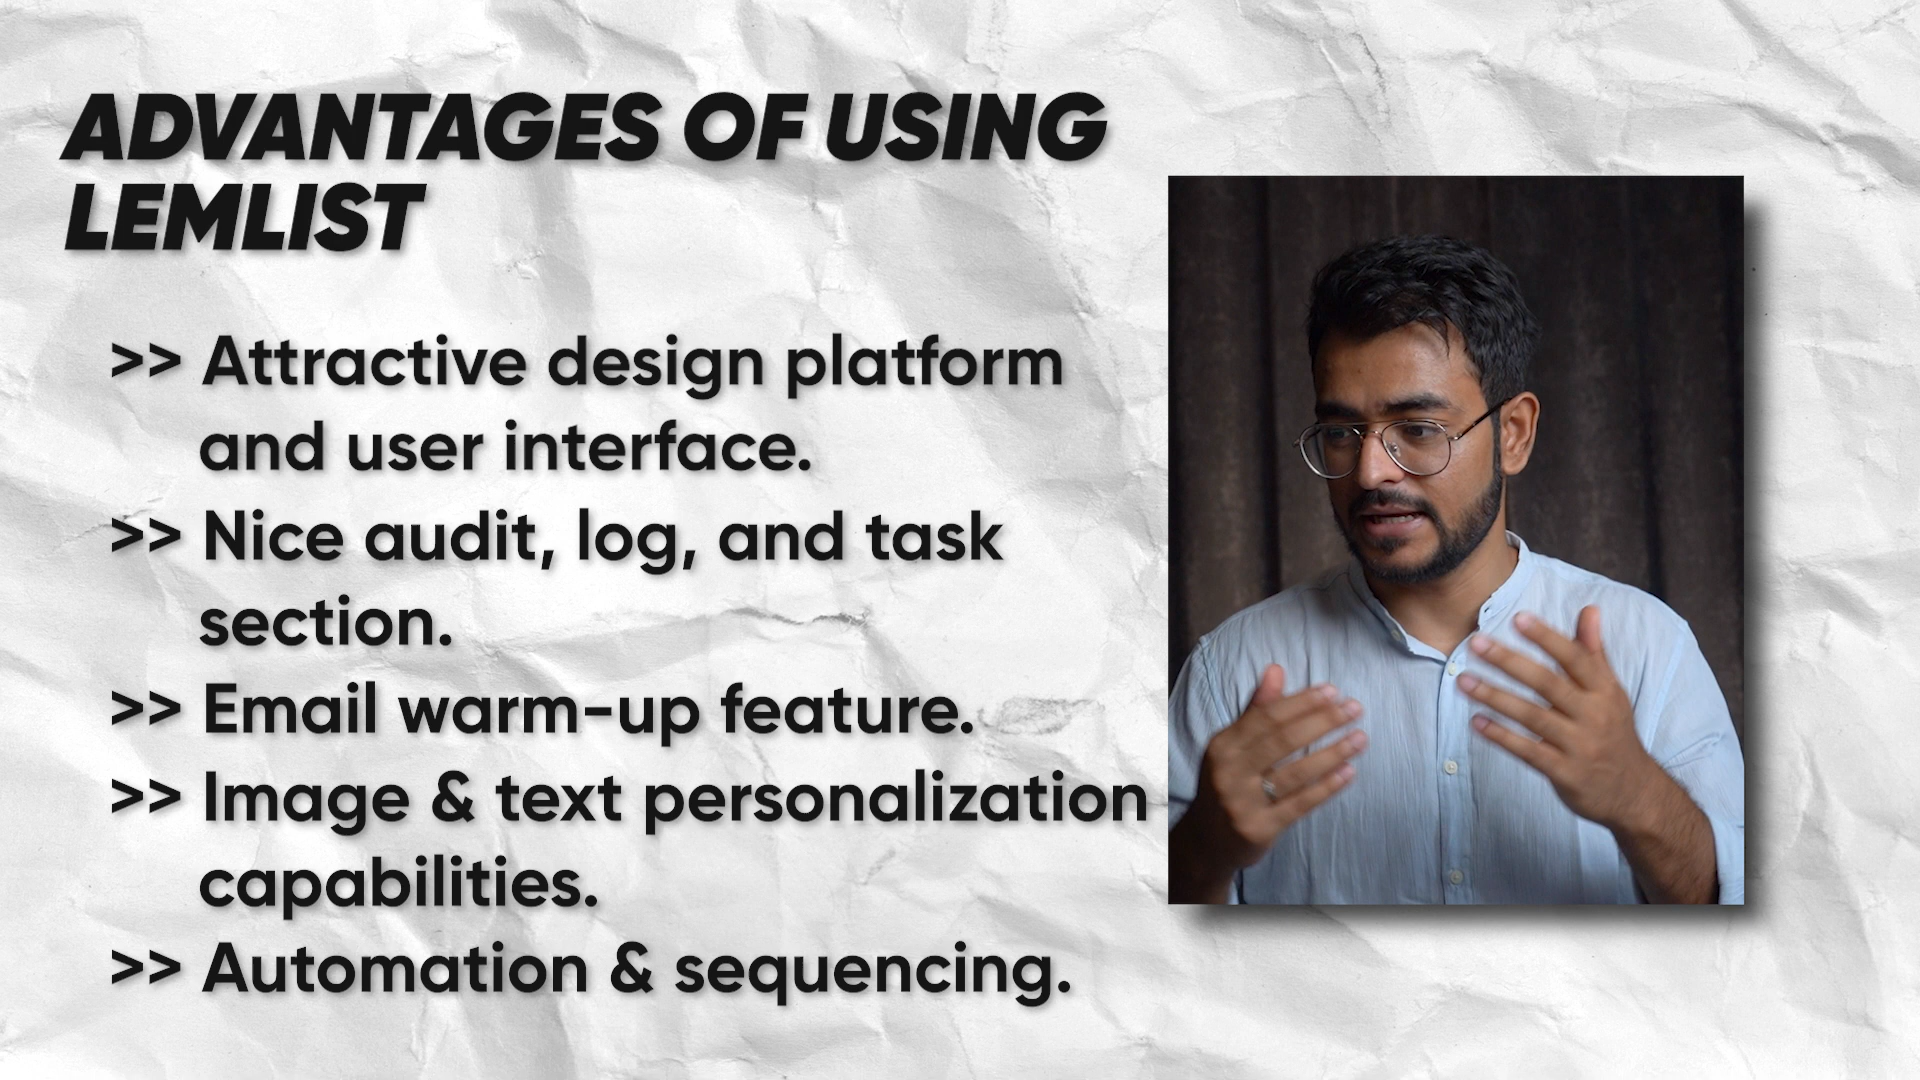 ADVANTAGES OF USING
LEMLIST
>> Attractive design platform
and user interface.
>> Nice audit, log, and task
section.
>> Email warm-up feature.
>> Image & text personalization
capabilities.
>> Automation & sequencing.